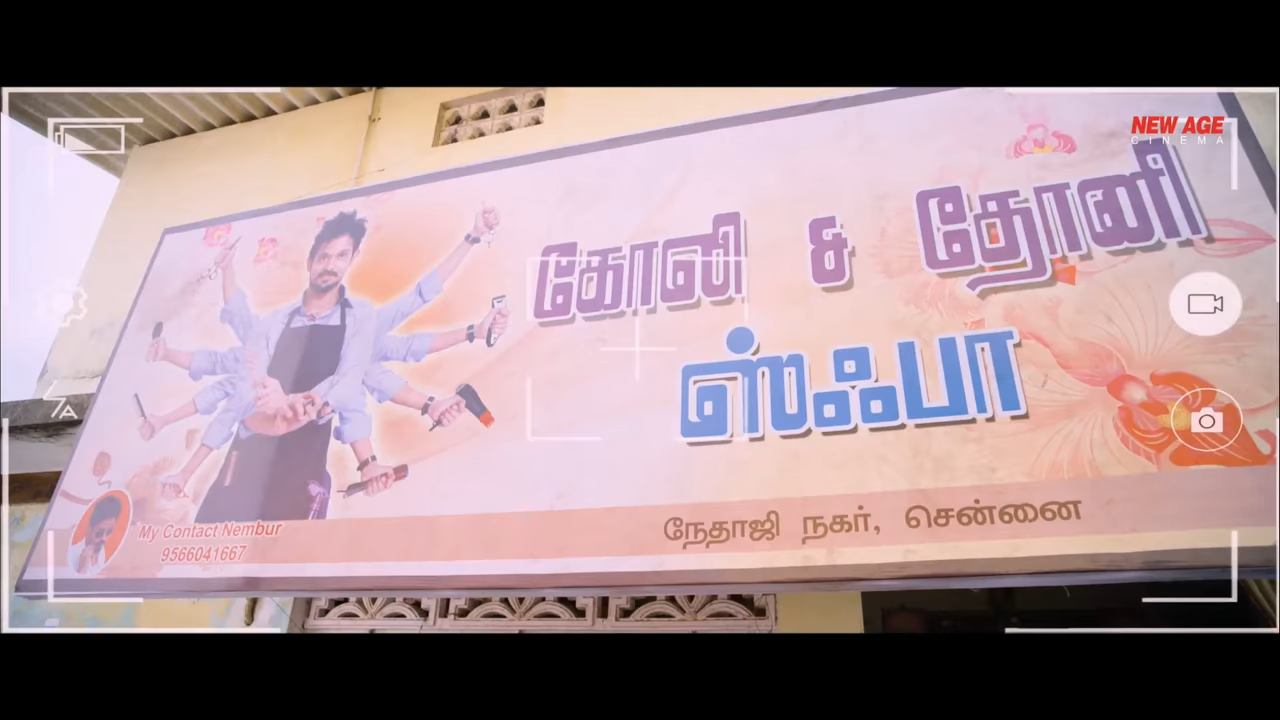 NEW AGE
CINEMA
கோலி ச தோனி
ஸ்ஃபா
My Contact Nembur
9566041667
நேதாஜி நகர், சென்னை